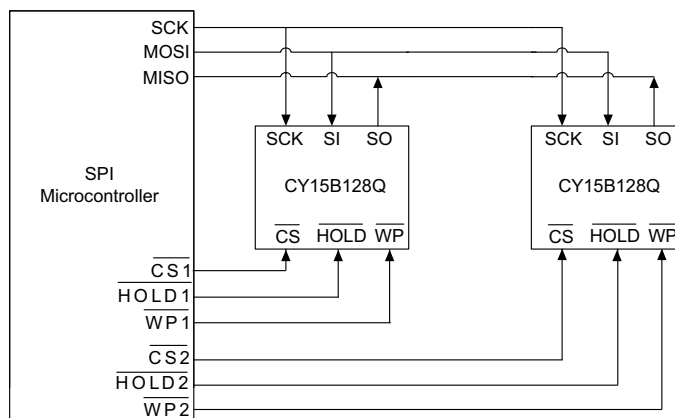 SCK
MOSI
MISO
SCK SI SO
SCK SI SO
SPI
Microcontroller
CY15B128Q
CY15B128Q
CS HOLD WP
CS HOLD WP
CS1
HOLD1
WP1
CS2
HOLD2
WP2